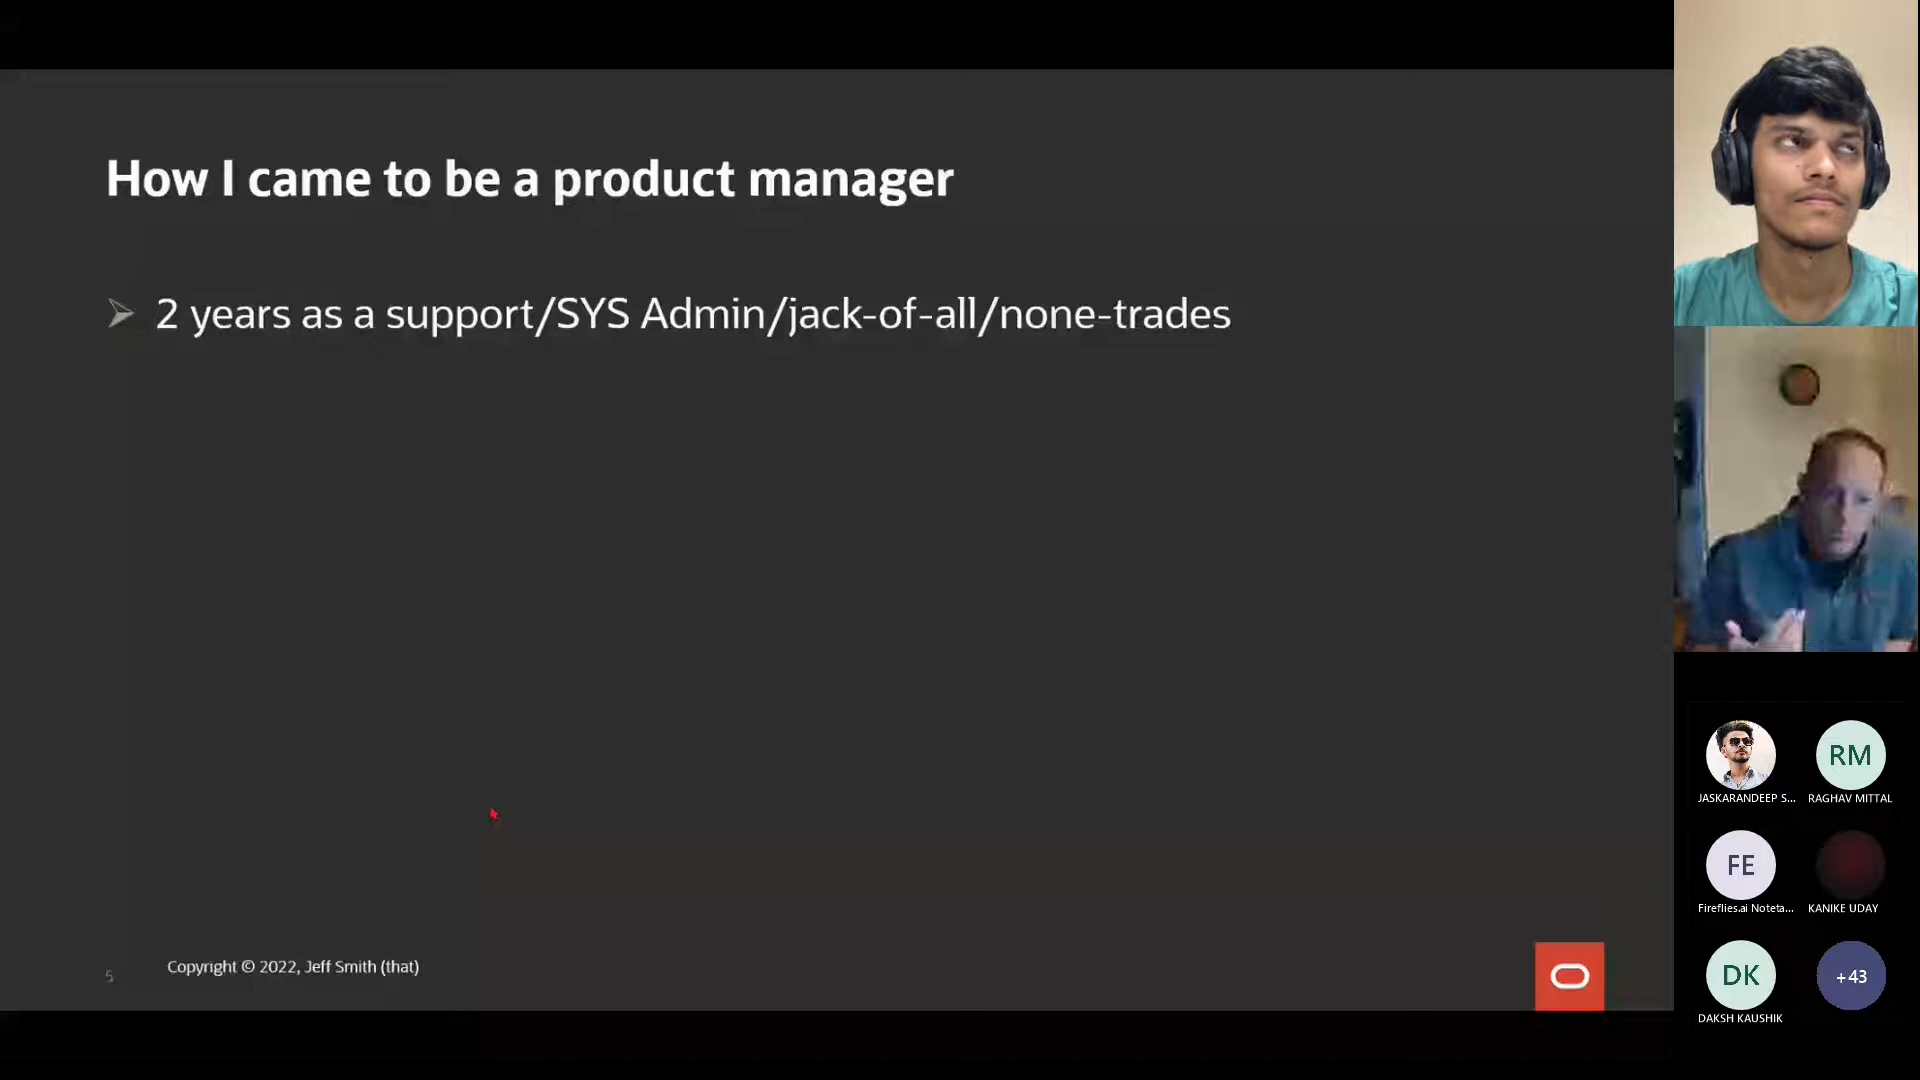 How I came to be a product manager
2 years as a support/SYS Admin/jack-of-all/none-trades
5
Copyright © 2022, Jeff Smith (that)
RM
JASKARANDEEP S...
RAGHAV MITTAL
FE
Fireflies.ai Noteta...
KANIKE UDAY
DK
+43
DAKSH KAUSHIK